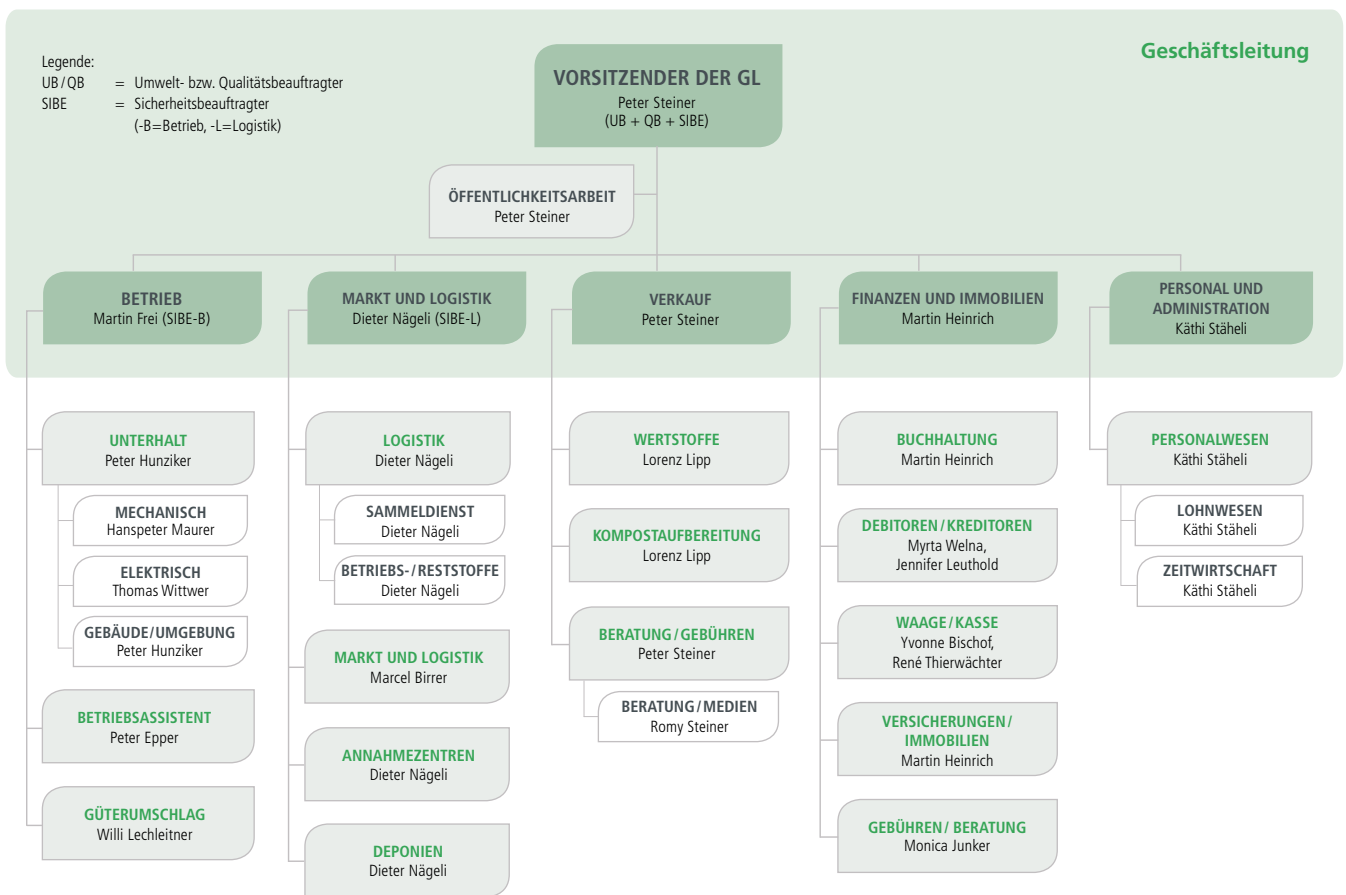 Geschäftsleitung
Legende:
UB / QB = Umwelt- bzw. Qualitätsbeauftragter
SIBE = Sicherheitsbeauftragter
(-B=Betrieb, -L=Logistik)
VORSITZENDER DER GL
Peter Steiner
(UB + QB + SIBE)
ÖFFENTLICHKEITSARBEIT
Peter Steiner
BETRIEB
Martin Frei (SIBE-B)
MARKT UND LOGISTIK
Dieter Nägeli (SIBE-L)
VERKAUF
Peter Steiner
FINANZEN UND IMMOBILIEN
Martin Heinrich
PERSONAL UND
ADMINISTRATION
Käthi Stäheli
UNTERHALT
Peter Hunziker
MECHANISCH
Hanspeter Maurer
ELEKTRISCH
Thomas Wittwer
GEBÄUDE / UMGEBUNG
Peter Hunziker
BETRIEBSASSISTENT
Peter Epper
GÜTERUMSCHLAG
Willi Lechleitner
LOGISTIK
Dieter Nägeli
SAMMELDIENST
Dieter Nägeli
BETRIEBS- / RESTSTOFFE
Dieter Nägeli
MARKT UND LOGISTIK
Marcel Birrer
ANNAHMEZENTREN
Dieter Nägeli
DEPONIEN
Dieter Nägeli
WERTSTOFFE
Lorenz Lipp
KOMPOSTAUFBEREITUNG
Lorenz Lipp
BERATUNG / GEBÜHREN
Peter Steiner
BERATUNG / MEDIEN
Romy Steiner
BUCHHALTUNG
Martin Heinrich
DEBITOREN / KREDITOREN
Myrta Welna,
Jennifer Leuthold
WAAGE / KASSE
Yvonne Bischof,
René Thierwächter
VERSICHERUNGEN /
IMMOBILIEN
Martin Heinrich
GEBÜHREN / BERATUNG
Monica Junker
PERSONALWESEN
Käthi Stäheli
LOHNWESEN
Käthi Stäheli
ZEITWIRTSCHAFT
Käthi Stäheli